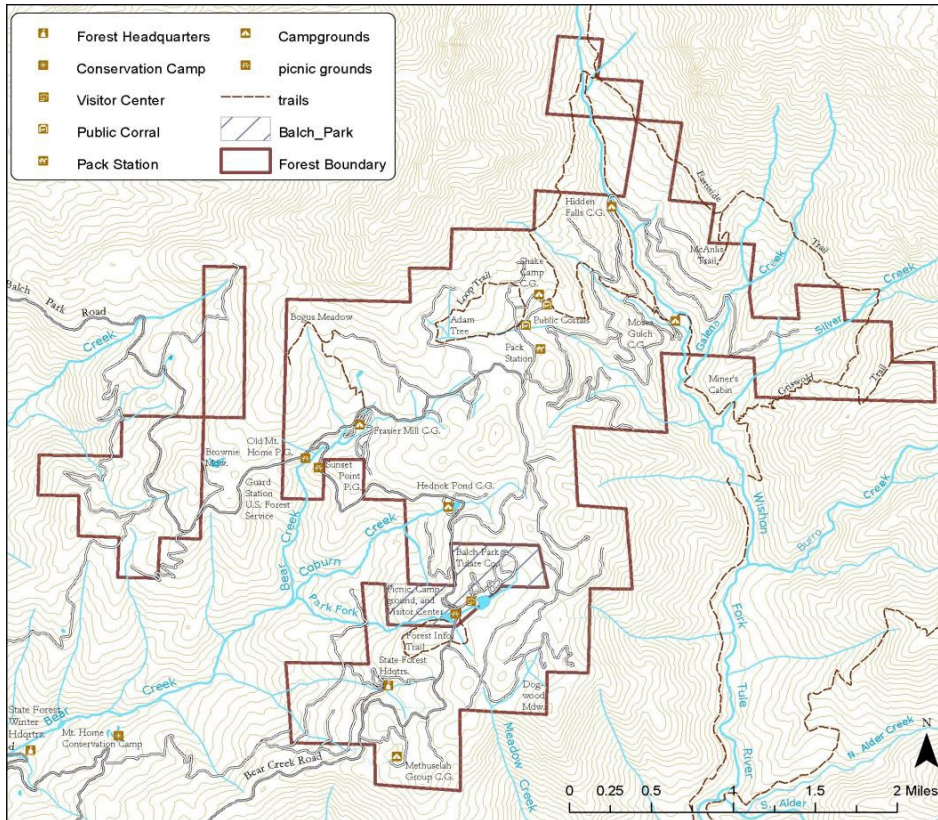 Forest Headquarters
Conservation Camp
Visitor Center
Public Corral
Pack Station
Campgrounds
picnic grounds
trails
Balch_Park
Forest Boundary
Hidden
Falls C.G.
Eastside
Trail
McAnlis
Trail
Creek
Creek
Silver
Galena
Balch Park Road
Creek
Shake
Camp
C.G.
Loop Trail
Adam
Tree
Public Corrals
Pack
Station
Moses
Gulch
C.G.
Bogus Meadow
Miner's
Cabin
Griswold
Trail
Frasier Mill C.G.
Old Mt.
Home P.G.
Brownie
Mdw.
Sunset
Point
P.G.
Guard
Station
U.S. Forest
Service
Hedrick Pond C.G.
Creek
Coburn
Bear
Creek
Wishon
Fork
Tule
River
Burro
Creek
Balch Park
Tulare Co.
Picnic, Camp
ground, and
Visitor Center
Park Fork
Forest Info.
Trail
State Forest
Hdqtrs.
Dog-
wood
Mdw.
Bear Creek
State Forest
Winter
Hdqrtrs.
d
Mt. Home
Conservation Camp
Bear Creek Road
Methuselah
Group C.G.
Meadow
Creek
N. Alder Creek
S. Alder
N
0 0.25 0.5 1 1.5 2 Miles